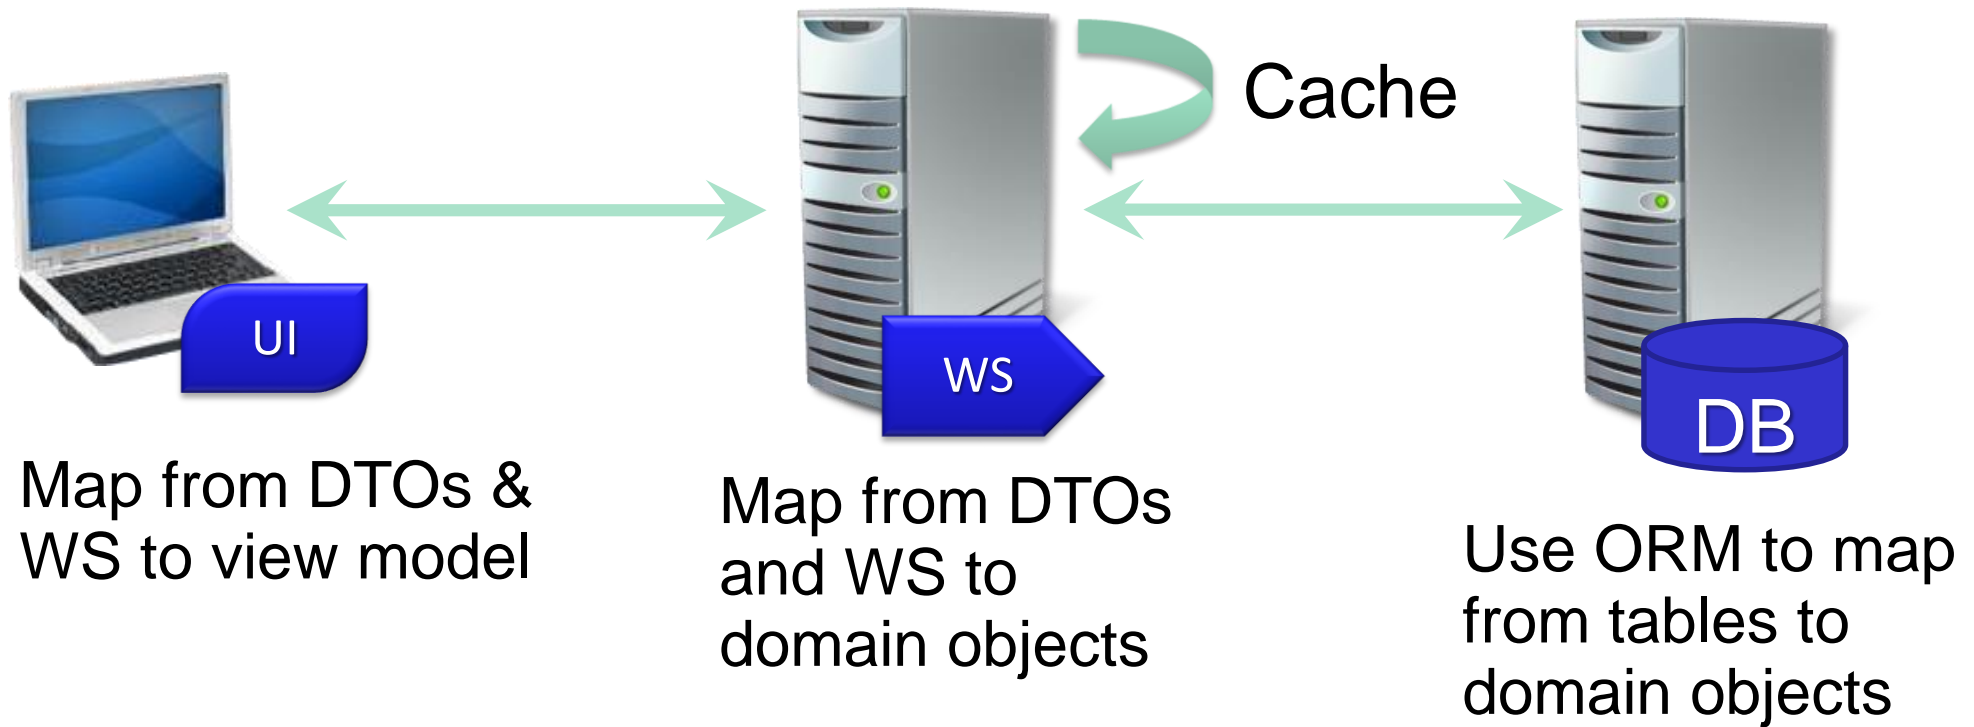 Cache
UI
WS
DB
Map from DTOs &
WS to view model
Map from DTOs
and WS to
domain objects
Use ORM to map
from tables to
domain objects